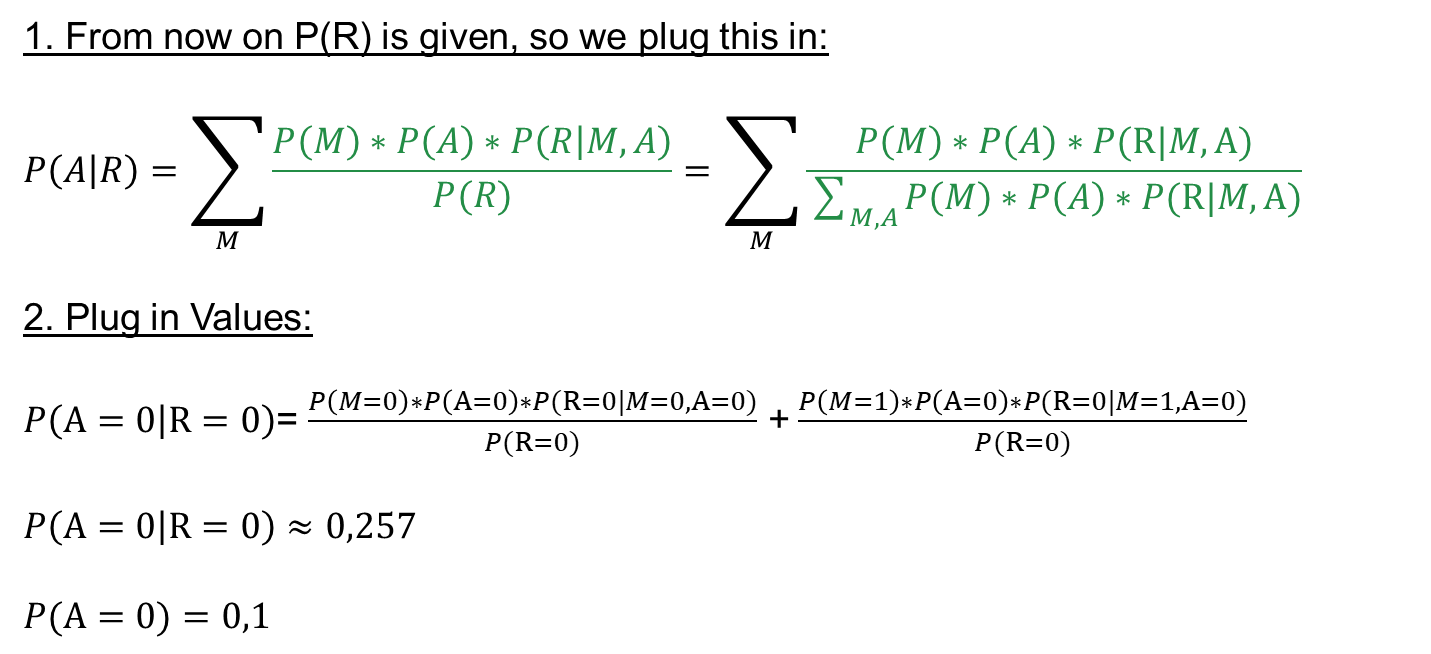 1. From now on P(R) is given, so we plug this in:
P(A|R) = ∑_M P(M) * P(A) * P(R|M, A) / P(R) = ∑_M P(M) * P(A) * P(R|M, A) / ∑_{M,A} P(M) * P(A) * P(R|M, A)
2. Plug in Values:
P(A = 0|R = 0)= P(M=0)*P(A=0)*P(R=0|M=0,A=0) / P(R=0) + P(M=1)*P(A=0)*P(R=0|M=1,A=0) / P(R=0)
P(A = 0|R = 0) ≈ 0,257
P(A = 0) = 0,1